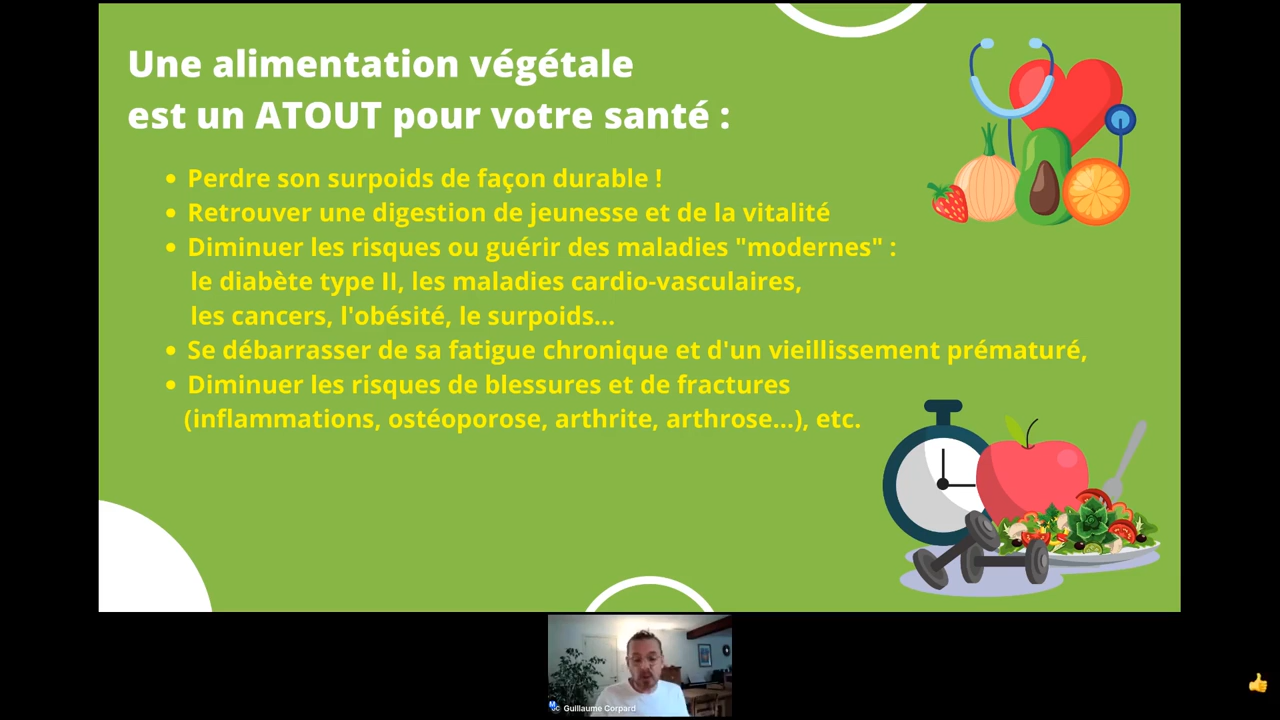 Une alimentation végétale
est un ATOUT pour votre santé :
• Perdre son surpoids de façon durable !
• Retrouver une digestion de jeunesse et de la vitalité
• Diminuer les risques ou guérir des maladies "modernes" :
le diabète type II, les maladies cardio-vasculaires,
les cancers, l'obésité, le surpoids...
• Se débarrasser de sa fatigue chronique et d'un vieillissement prématuré,
• Diminuer les risques de blessures et de fractures
(inflammations, ostéoporose, arthrite, arthrose...), etc.
Guillaume Corpard